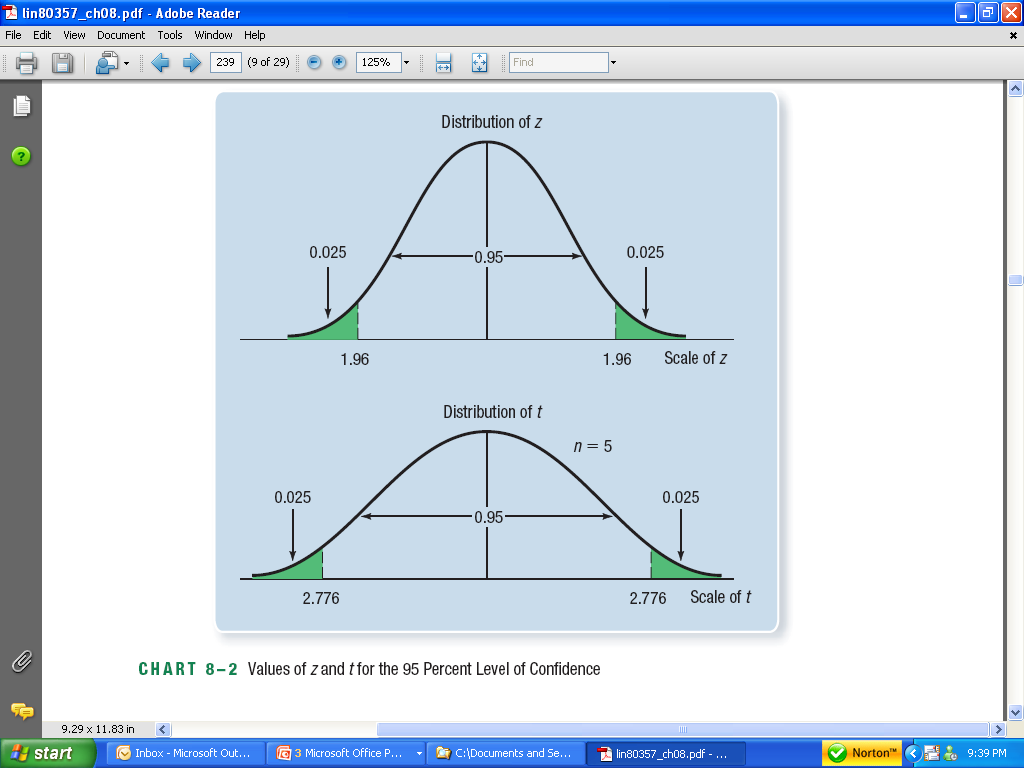 lin80357_ch08.pdf - Adobe Reader
File Edit View Document Tools Window Help
239 (9 of 29) 125% Find
Distribution of z
0.025 0.95 0.025
1.96 1.96 Scale of z
Distribution of t
n = 5
0.025 0.95 0.025
2.776 2.776 Scale of t
CHART 8–2 Values of z and t for the 95 Percent Level of Confidence
9.29 x 11.83 in
start Inbox - Microsoft Out... 3 Microsoft Office P... C:\Documents and Se... lin80357_ch08.pdf - ... Norton™ 9:39 PM